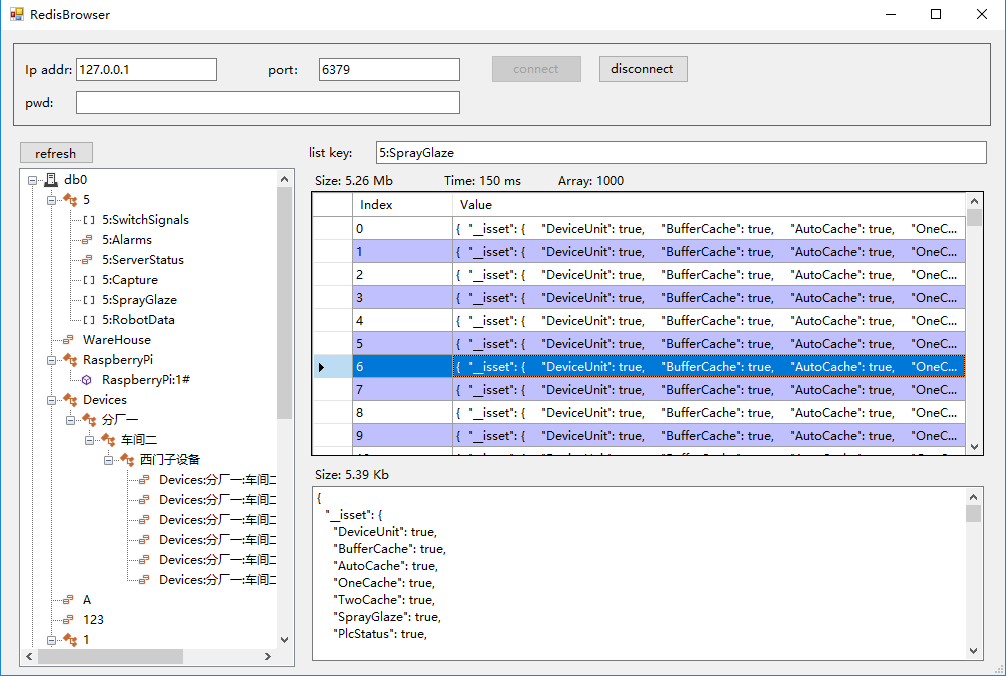 RedisBrowser
Ip addr: 127.0.0.1 port: 6379 connect disconnect
pwd:
refresh
db0
5
5:SwitchSignals
5:Alarms
5:ServerStatus
5:Capture
5:SprayGlaze
5:RobotData
WareHouse
RaspberryPi
RaspberryPi:1#
Devices
分厂一
车间二
西门子设备
Devices:分厂一:车间二
Devices:分厂一:车间二
Devices:分厂一:车间二
Devices:分厂一:车间二
Devices:分厂一:车间二
Devices:分厂一:车间二
A
123
1
list key: 5:SprayGlaze
Size: 5.26 Mb Time: 150 ms Array: 1000
Index Value
0 { "__isset": { "DeviceUnit": true, "BufferCache": true, "AutoCache": true, "OneC...
1 { "__isset": { "DeviceUnit": true, "BufferCache": true, "AutoCache": true, "OneC...
2 { "__isset": { "DeviceUnit": true, "BufferCache": true, "AutoCache": true, "OneC...
3 { "__isset": { "DeviceUnit": true, "BufferCache": true, "AutoCache": true, "OneC...
4 { "__isset": { "DeviceUnit": true, "BufferCache": true, "AutoCache": true, "OneC...
5 { "__isset": { "DeviceUnit": true, "BufferCache": true, "AutoCache": true, "OneC...
6 { "__isset": { "DeviceUnit": true, "BufferCache": true, "AutoCache": true, "OneC...
7 { "__isset": { "DeviceUnit": true, "BufferCache": true, "AutoCache": true, "OneC...
8 { "__isset": { "DeviceUnit": true, "BufferCache": true, "AutoCache": true, "OneC...
9 { "__isset": { "DeviceUnit": true, "BufferCache": true, "AutoCache": true, "OneC...
Size: 5.39 Kb
{
"__isset": {
"DeviceUnit": true,
"BufferCache": true,
"AutoCache": true,
"OneCache": true,
"TwoCache": true,
"SprayGlaze": true,
"PlcStatus": true,